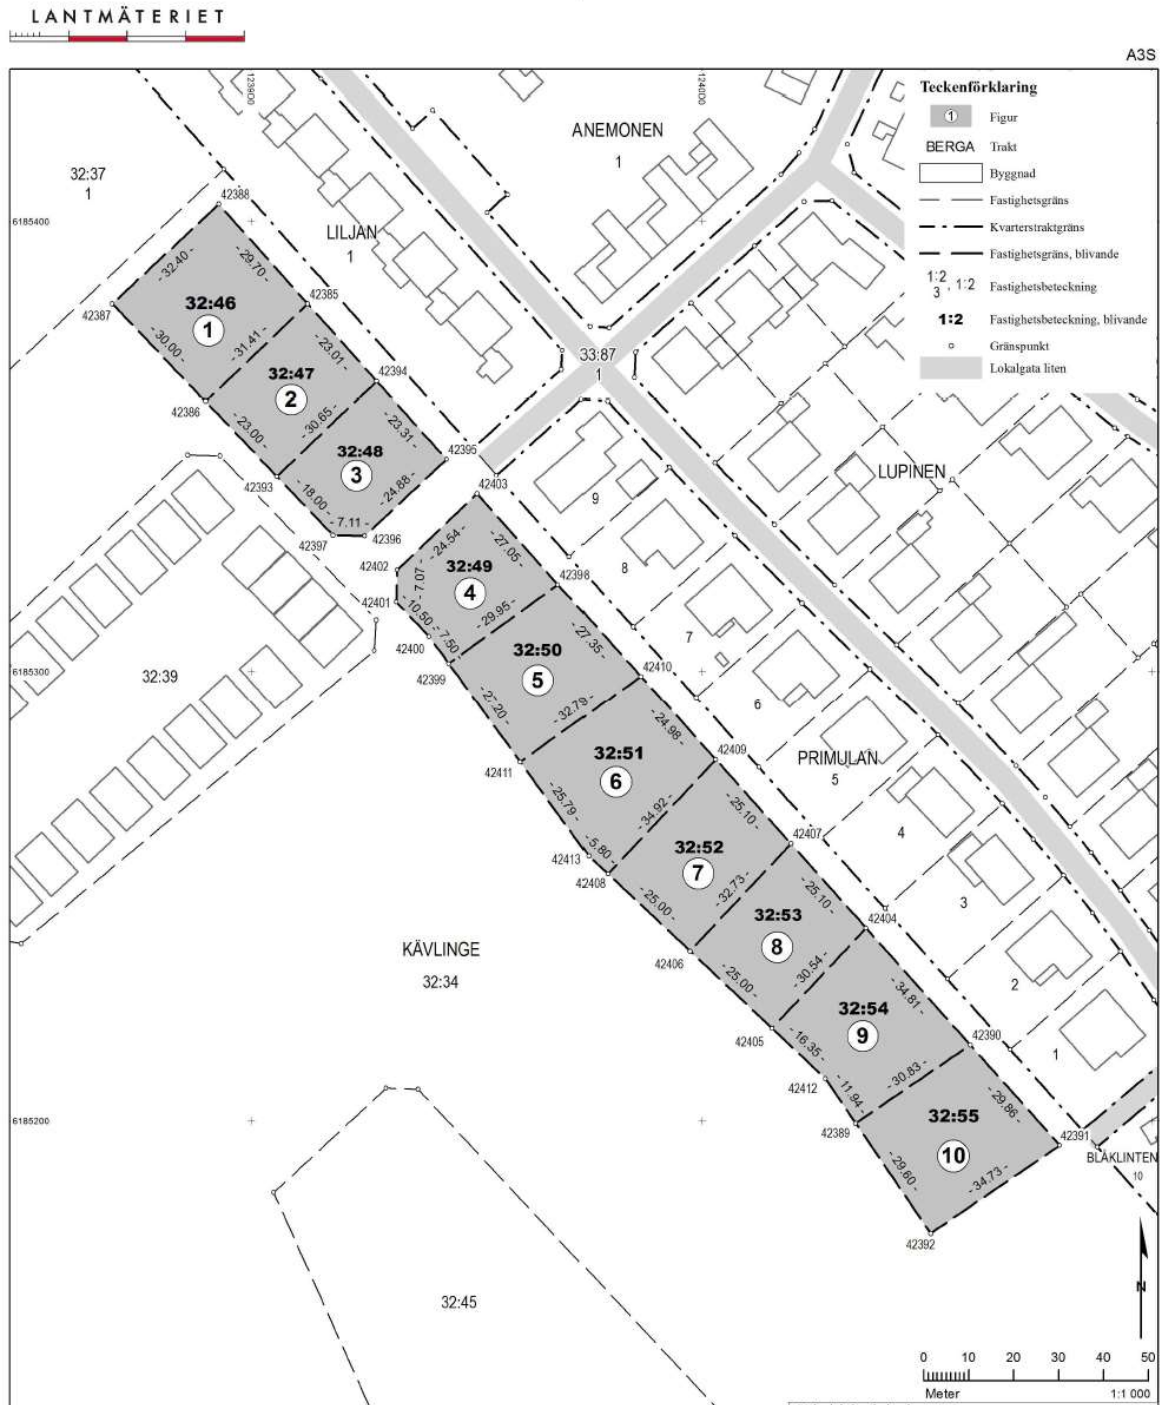 LANTMÄTERIET
A3S
123900
124000
Teckenförklaring
1 Figur
BERGA Trakt
Byggnad
Fastighetsgräns
Kvarterstraktgräns
Fastighetsgräns, blivande
1:2
3 , 1:2 Fastighetsbeteckning
1:2 Fastighetsbeteckning, blivande
Gränspunkt
Lokalgata liten
ANEMONEN
1
32:37
1
42388
6185400
LILJAN
1
- 32.40 -
- 29.70 -
42385
42387
32:46
1
- 30.00 -
- 31.41 -
- 23.01 -
33:87
1
42394
32:47
2
42386
- 23.00 -
- 30.65 -
- 23.31 -
42395
32:48
3
42393
- 18.00 -
- 24.88 -
- 7.11 -
42397
42396
42403
LUPINEN
9
- 24.54 -
- 27.05 -
42402
- 7.07 -
32:49
4
42398
8
42401
- 10.50 -
- 29.95 -
42400
- 7.50 -
- 27.35 -
7
42399
32:50
5
42410
6185300
32:39
- 27.20 -
- 32.79 -
- 24.98 -
6
42411
32:51
6
42409
PRIMULAN
5
- 25.79 -
- 34.92 -
- 25.10 -
42407
4
42413
- 5.80 -
32:52
7
42408
- 25.00 -
- 32.73 -
- 25.10 -
3
42404
32:53
8
KÄVLINGE
32:34
42406
- 25.00 -
- 30.54 -
- 34.81 -
2
32:54
9
42405
- 16.35 -
42390
1
42412
- 11.94 -
- 30.83 -
- 29.86 -
6185200
42389
32:55
10
42391
- 29.60 -
- 34.73 -
BLÅKLINTEN
10
42392
N
32:45
0 10 20 30 40 50
Meter 1:1 000